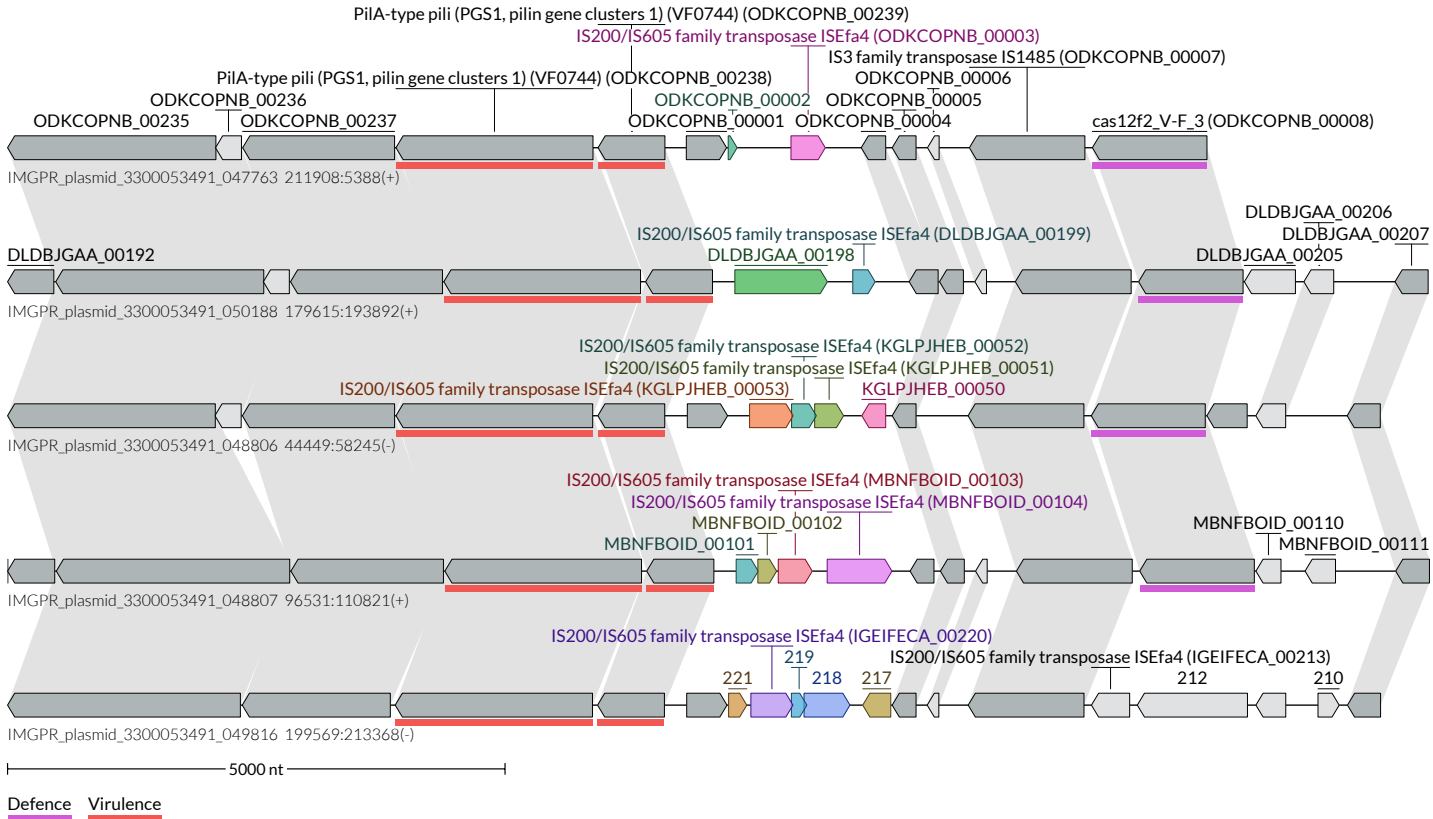 PilA-type pili (PGS1, pilin gene clusters 1) (VF0744) (ODKCOPNB_00239)
IS200/IS605 family transposase ISEfa4 (ODKCOPNB_00003)
IS3 family transposase IS1485 (ODKCOPNB_00007)
PilA-type pili (PGS1, pilin gene clusters 1) (VF0744) (ODKCOPNB_00238)
ODKCOPNB_00006
ODKCOPNB_00236
ODKCOPNB_00002
ODKCOPNB_00005
ODKCOPNB_00235
ODKCOPNB_00237
ODKCOPNB_00001
ODKCOPNB_00004
cas12f2_V-F_3 (ODKCOPNB_00008)
IMGPR_plasmid_3300053491_047763 211908:5388(+)
DLDBJGAA_00206
IS200/IS605 family transposase ISEfa4 (DLDBJGAA_00199)
DLDBJGAA_00207
DLDBJGAA_00192
DLDBJGAA_00198
DLDBJGAA_00205
IMGPR_plasmid_3300053491_050188 179615:193892(+)
IS200/IS605 family transposase ISEfa4 (KGLPJHEB_00052)
IS200/IS605 family transposase ISEfa4 (KGLPJHEB_00051)
IS200/IS605 family transposase ISEfa4 (KGLPJHEB_00053)
KGLPJHEB_00050
IMGPR_plasmid_3300053491_048806 44449:58245(-)
IS200/IS605 family transposase ISEfa4 (MBNFBOID_00103)
IS200/IS605 family transposase ISEfa4 (MBNFBOID_00104)
MBNFBOID_00102
MBNFBOID_00110
MBNFBOID_00101
MBNFBOID_00111
IMGPR_plasmid_3300053491_048807 96531:110821(+)
IS200/IS605 family transposase ISEfa4 (IGEIFECA_00220)
219
IS200/IS605 family transposase ISEfa4 (IGEIFECA_00213)
221
218
217
212
210
IMGPR_plasmid_3300053491_049816 199569:213368(-)
5000 nt
Defence
Virulence